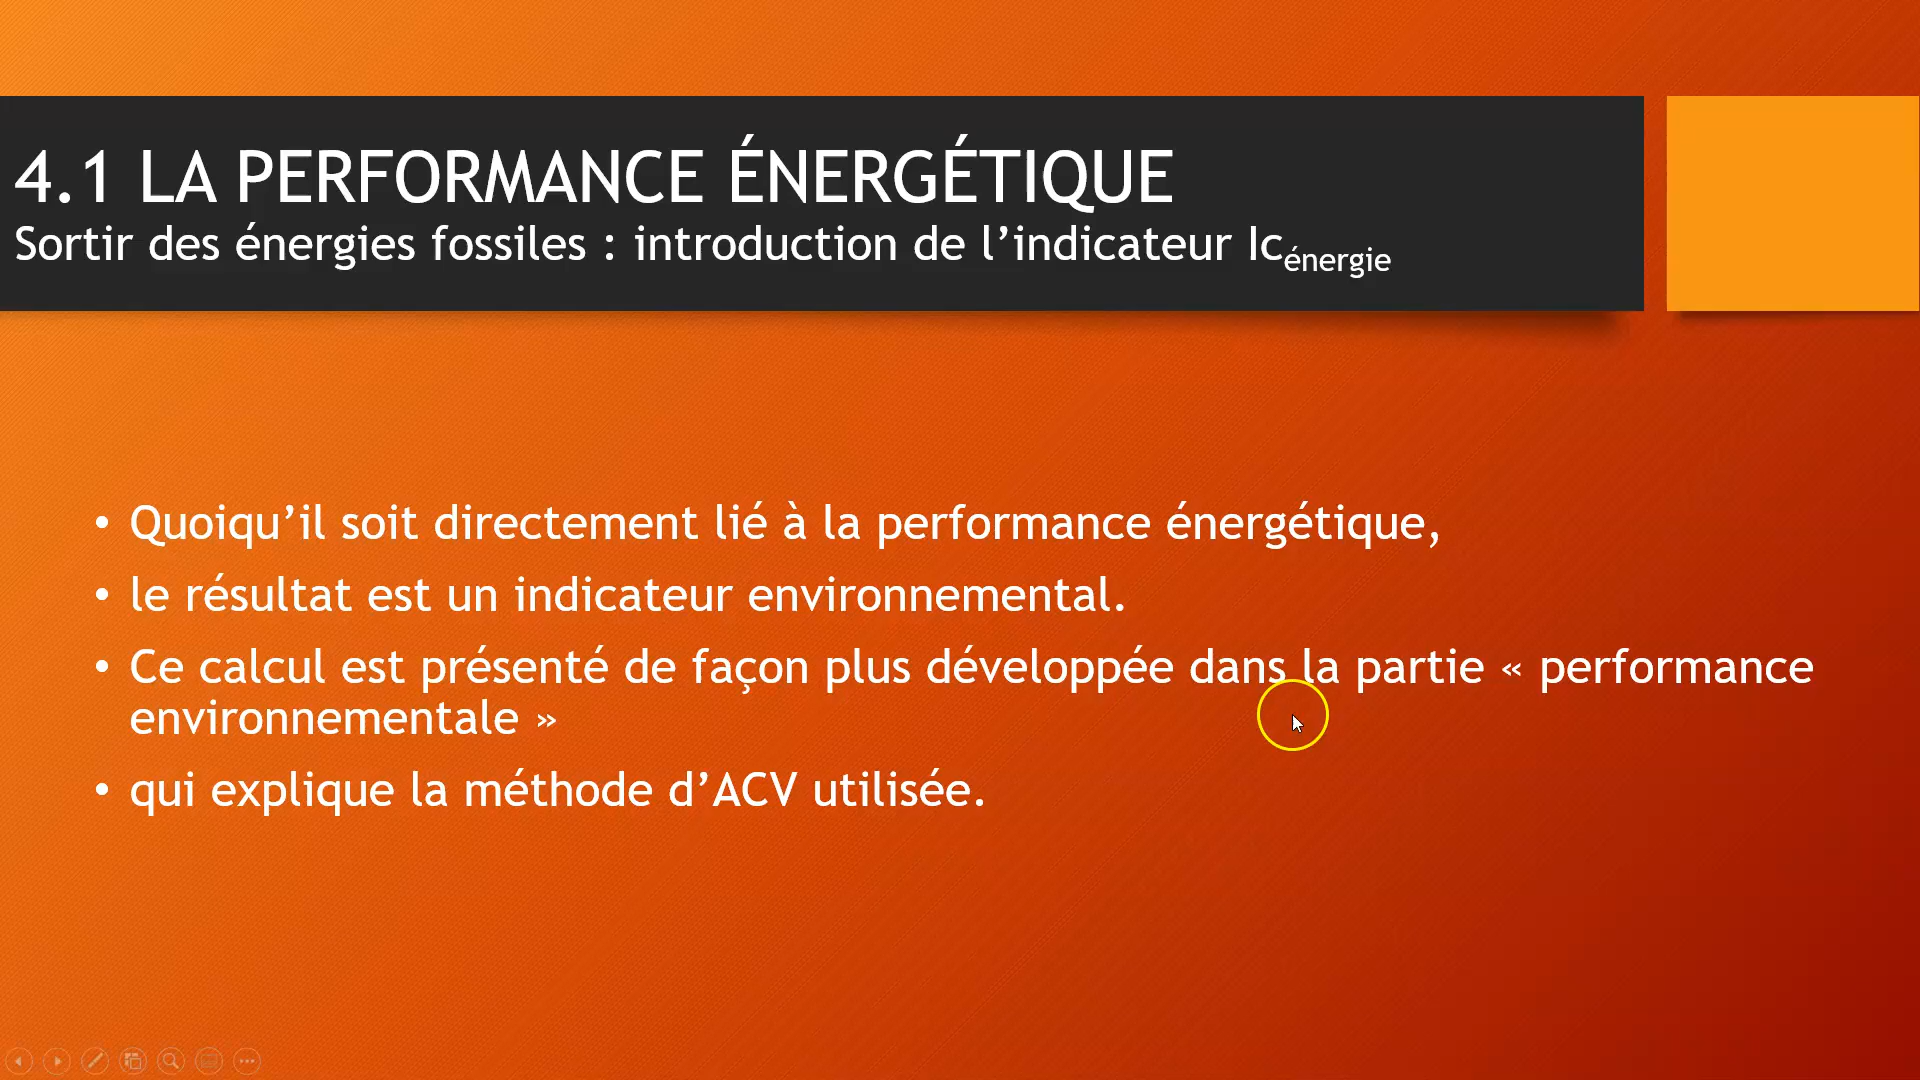 4.1 LA PERFORMANCE ÉNERGÉTIQUE
Sortir des énergies fossiles : introduction de l’indicateur Icénergie
• Quoiqu’il soit directement lié à la performance énergétique,
• le résultat est un indicateur environnemental.
• Ce calcul est présenté de façon plus développée dans la partie « performance
environnementale »
• qui explique la méthode d’ACV utilisée.